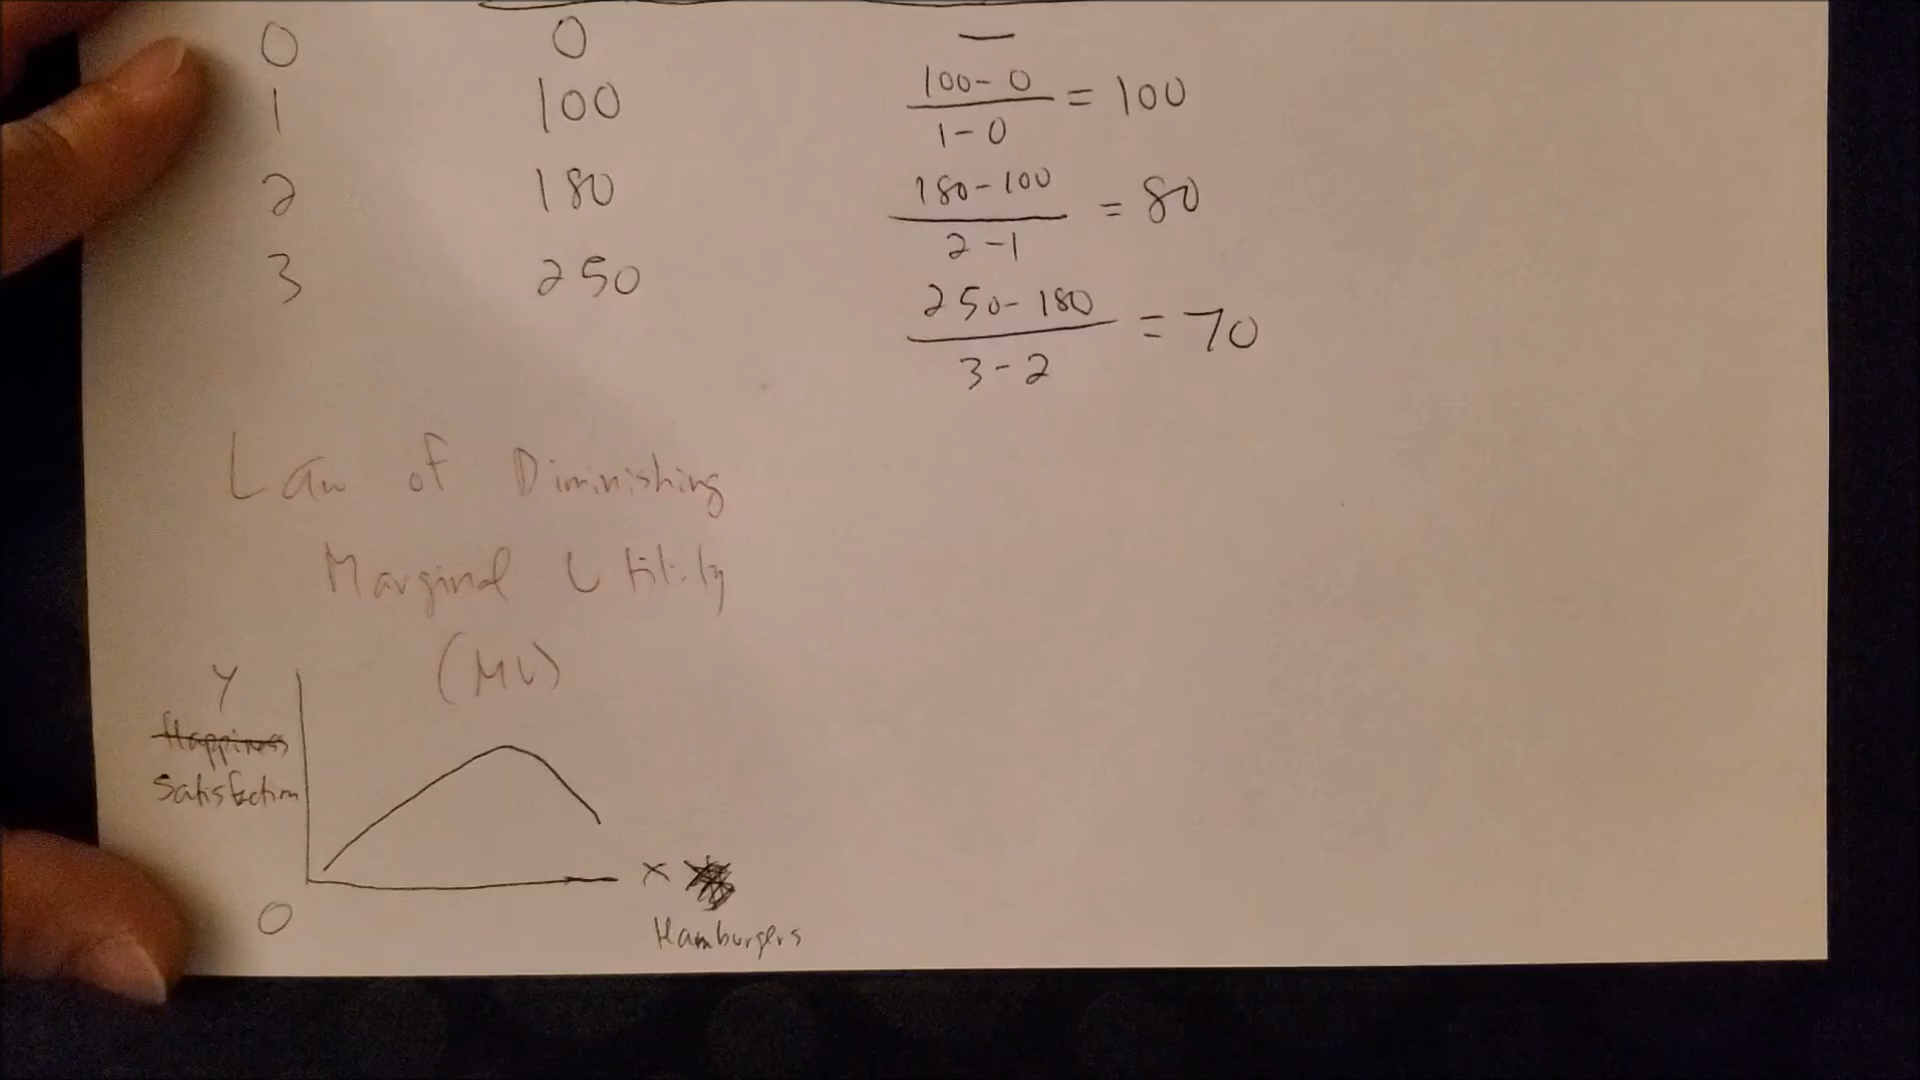 0 0 —
1 100 100-0 / 1-0 = 100
2 180 180-100 / 2-1 = 80
3 250 250-180 / 3-2 = 70
Law of Diminishing
Marginal Utility
(MU)
Y
Happiness
Satisfaction
X
0
Hamburgers